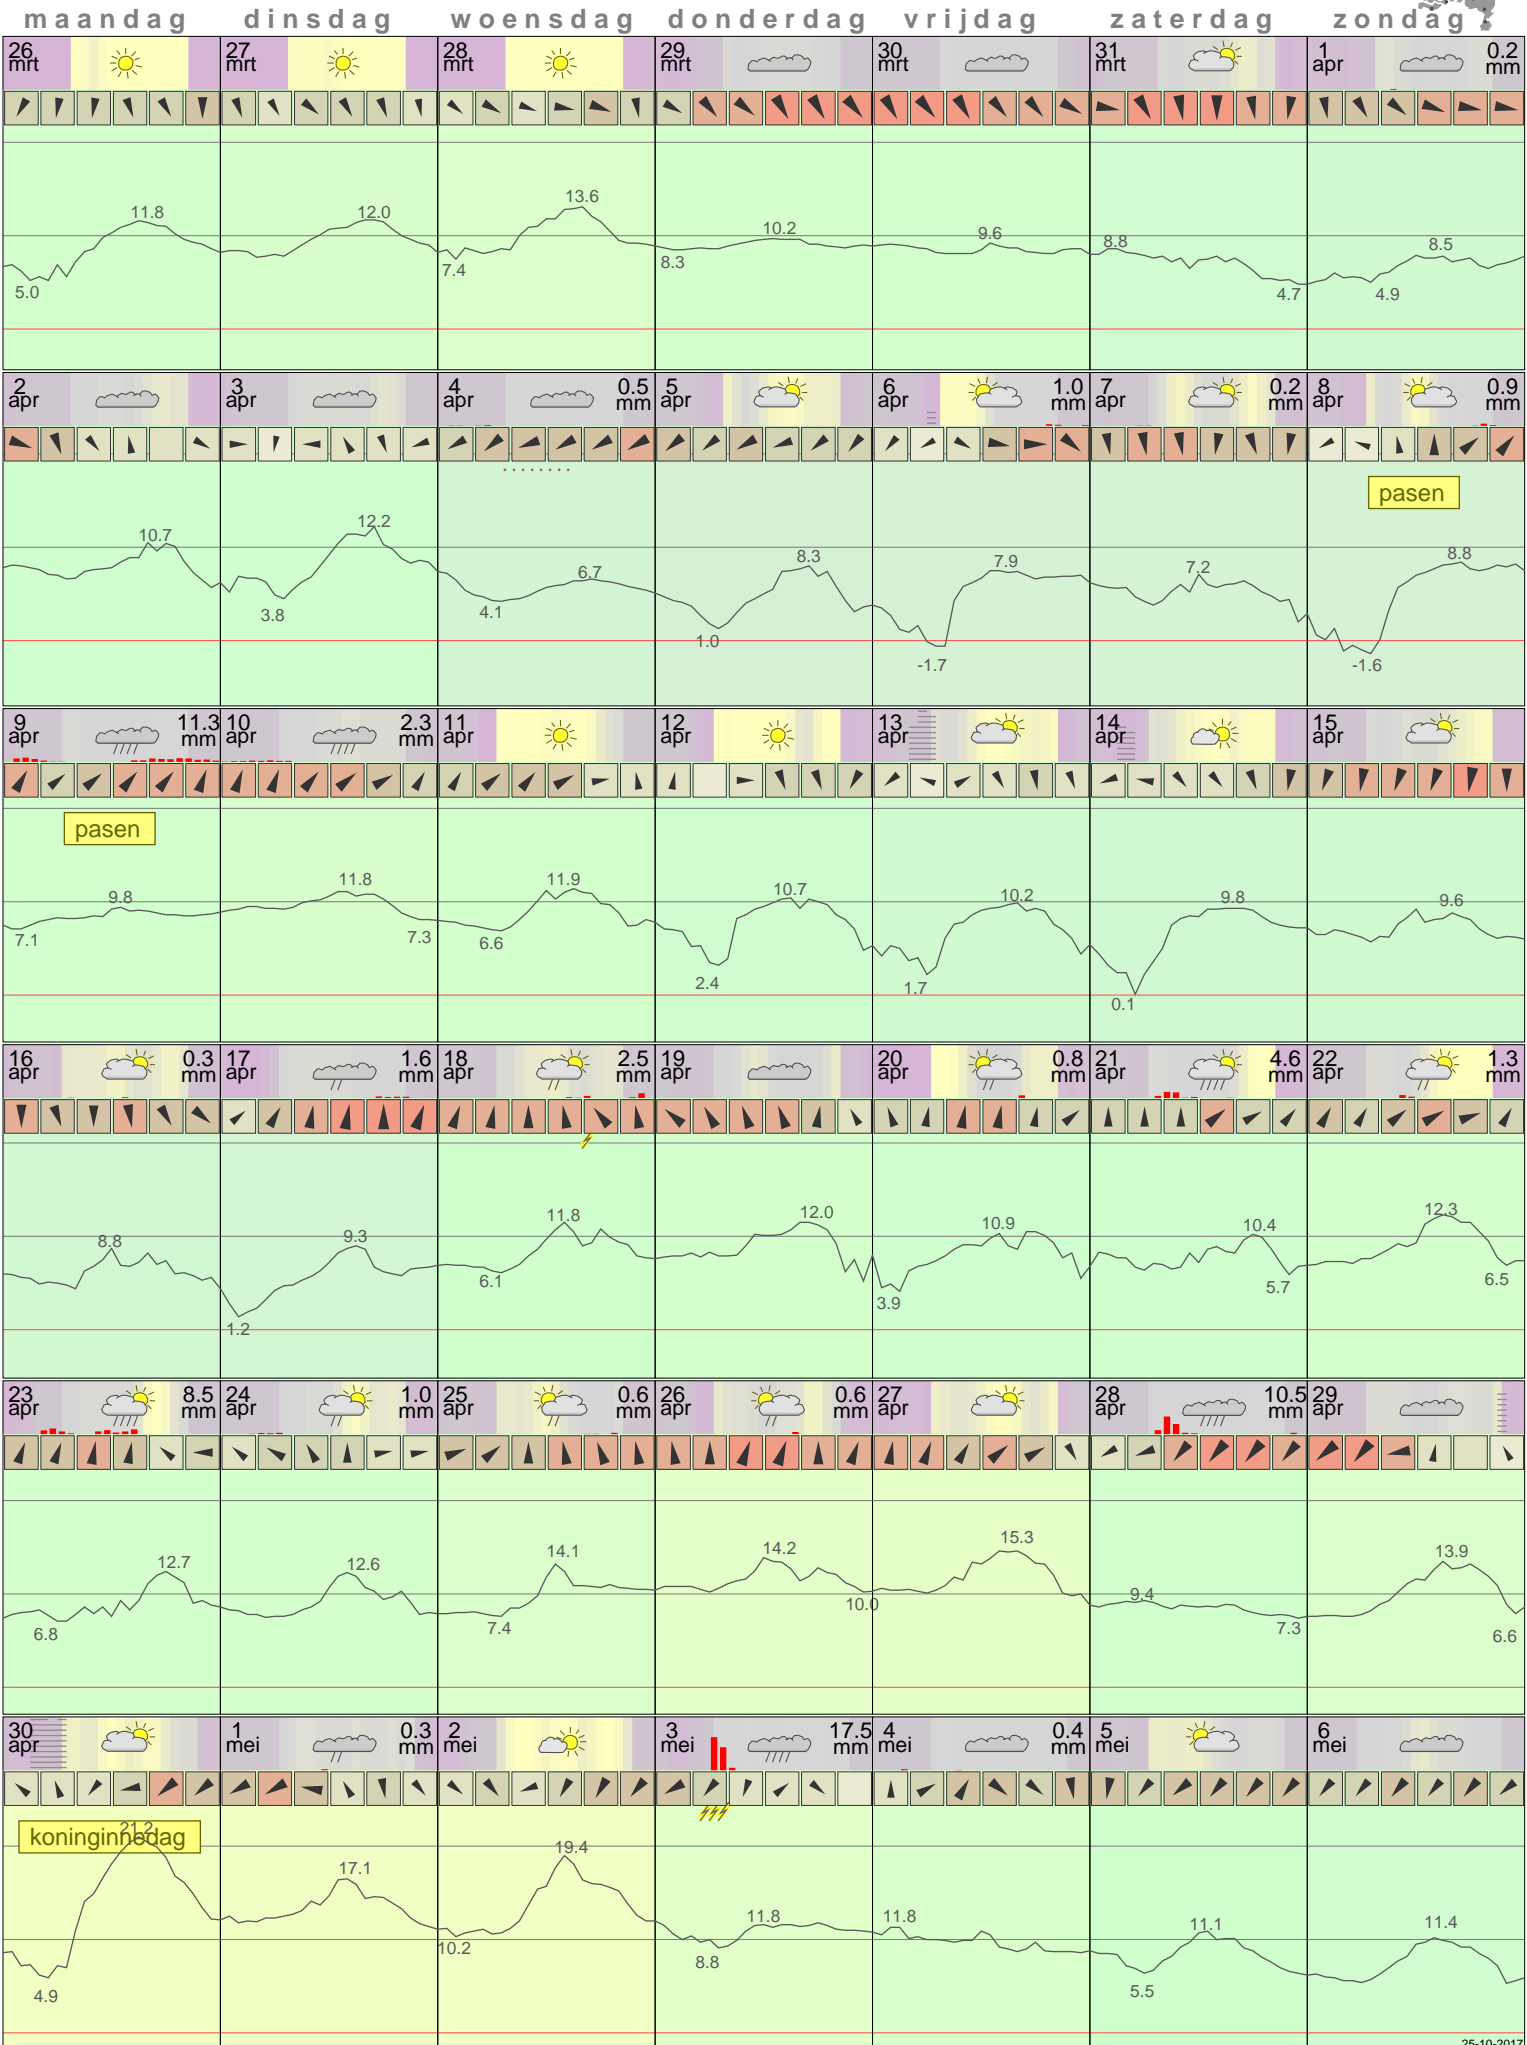 maandag dinsdag woensdag donderdag vrijdag zaterdag zondag
26 27 28 29 30 31 1 0.2
mrt mrt mrt mrt mrt mrt apr mm
11.8 12.0 13.6 10.2 9.6 8.8 8.5
5.0 7.4 8.3 4.7 4.9
2 3 4 0.5 5 6 1.0 7 0.2 8 0.9
apr apr apr mm apr apr mm apr mm apr mm
pasen
10.7 12.2 6.7 8.3 7.9 7.2 8.8
3.8 4.1 1.0 -1.7 -1.6
9 11.3 10 2.3 11 12 13 14 15
apr mm apr mm apr apr apr apr apr
pasen
9.8 11.8 11.9 10.7 10.2 9.8 9.6
7.1 7.3 6.6 2.4 1.7 0.1
16 0.3 17 1.6 18 2.5 19 20 0.8 21 4.6 22 1.3
apr mm apr mm apr mm apr apr mm apr mm apr mm
8.8 9.3 11.8 12.0 10.9 10.4 12.3
1.2 6.1 3.9 5.7 6.5
23 8.5 24 1.0 25 0.6 26 0.6 27 28 10.5 29
apr mm apr mm apr mm apr mm apr apr mm apr
12.7 12.6 14.1 14.2 15.3 9.4 13.9
6.8 7.4 10.0 7.3 6.6
30 1 0.3 2 3 17.5 4 0.4 5 6
apr mei mm mei mei mm mei mm mei mei
koninginnedag
21.2 17.1 19.4 11.8 11.8 11.1 11.4
4.9 10.2 8.8 5.5
25-10-2017